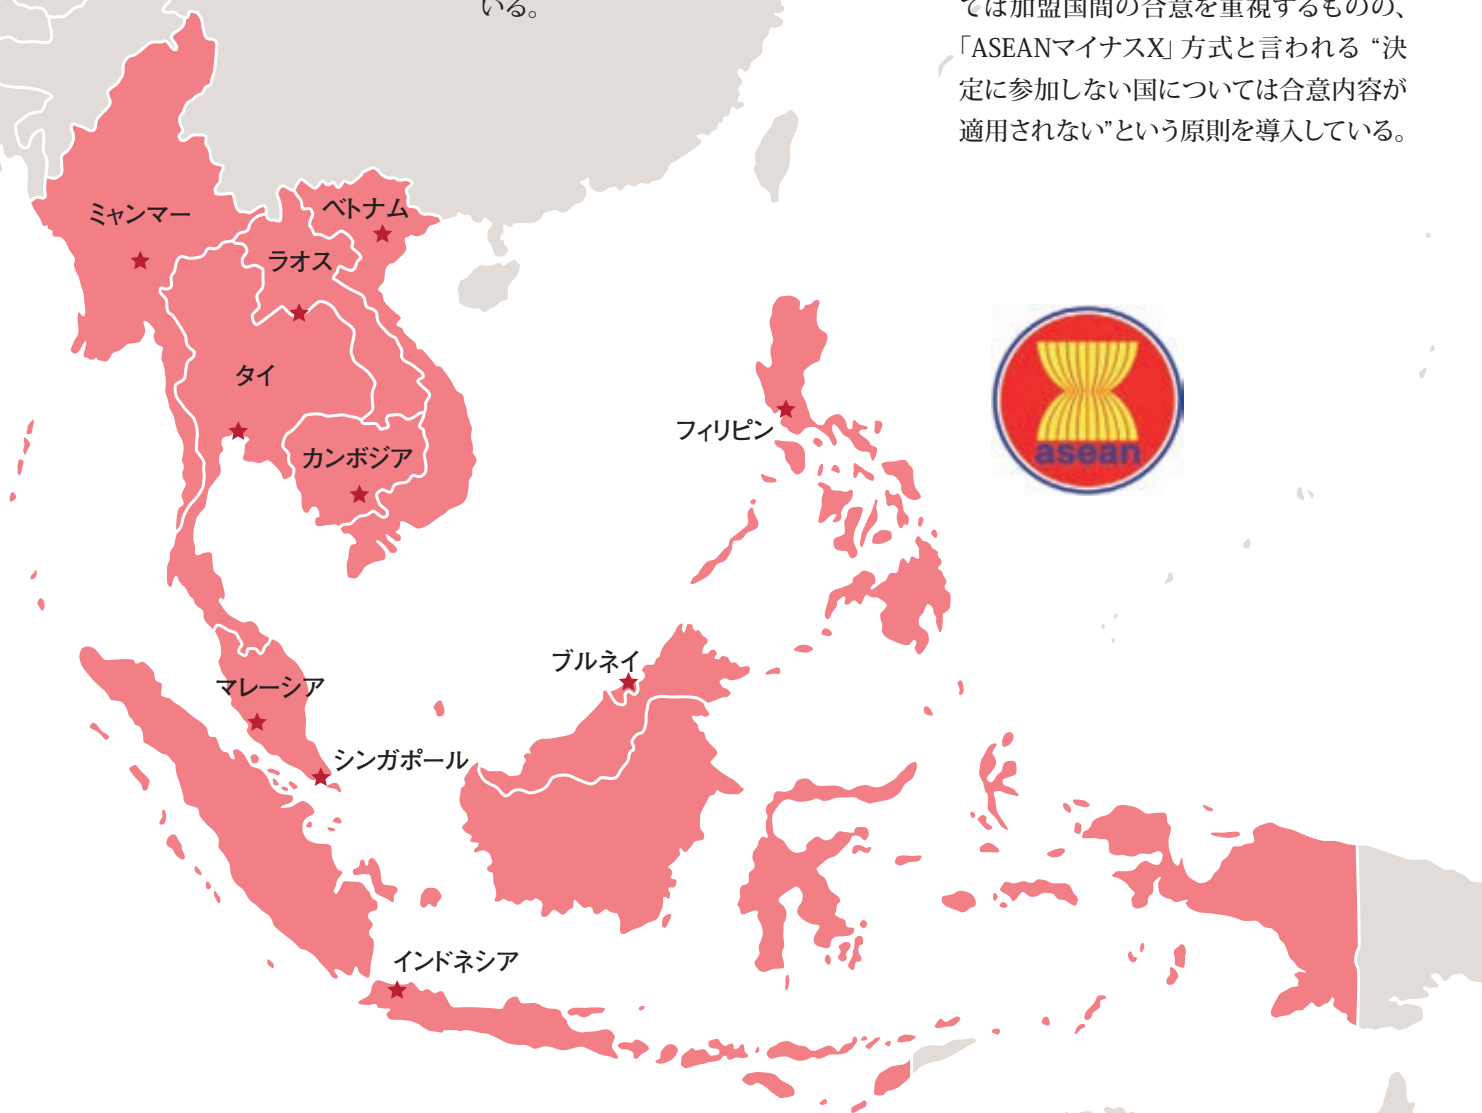 いる。
ては加盟国間の合意を重視するものの、
「ASEANマイナスX」方式と言われる“決
定に参加しない国については合意内容が
適用されない”という原則を導入している。
ミャンマー
ベトナム
ラオス
タイ
カンボジア
フィリピン
asean
ブルネイ
マレーシア
シンガポール
インドネシア